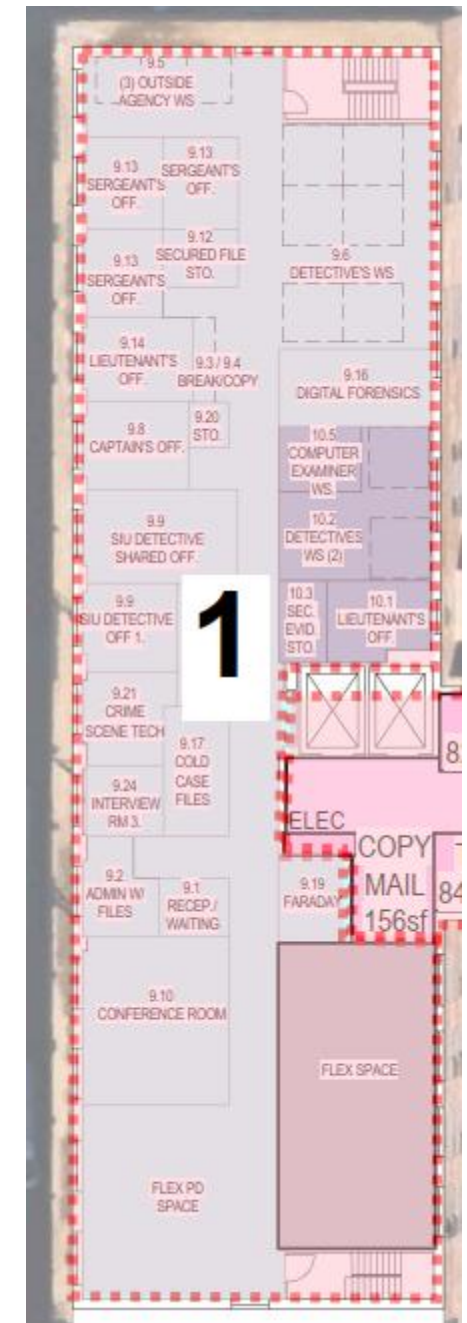 9.5
(3) OUTSIDE
AGENCY WS
9.13
SERGEANT'S
OFF.
9.13
SERGEANT'S
OFF.
9.12
SECURED FILE
STO.
9.13
SERGEANT'S
OFF.
9.6
DETECTIVE'S WS
9.14
LIEUTENANT'S
OFF.
9.3 / 9.4
BREAK/COPY
9.16
DIGITAL FORENSICS
9.8
CAPTAIN'S OFF.
9.20
STO.
10.5
COMPUTER
EXAMINER
WS.
9.9
SIU DETECTIVE
SHARED OFF.
10.2
DETECTIVES
WS (2)
9.9
SIU DETECTIVE
OFF 1.
1
10.3
SEC.
EVID.
STO.
10.1
LIEUTENANT'S
OFF.
9.21
CRIME
SCENE TECH
9.17
COLD
CASE
FILES
8.
9.24
INTERVIEW
RM 3.
ELEC
COPY
MAIL
156sf
84
9.2
ADMIN W/
FILES
9.1
RECEP./
WAITING
9.19
FARADAY
9.10
CONFERENCE ROOM
FLEX SPACE
FLEX PD
SPACE